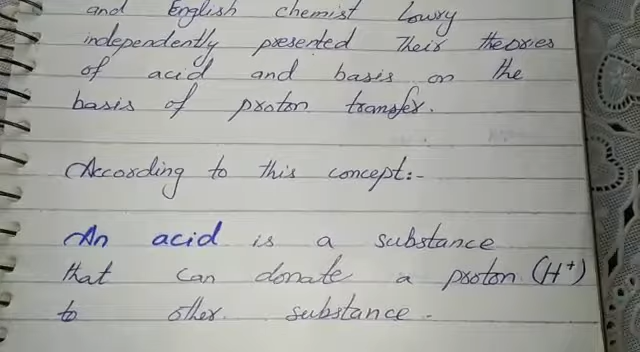 and English chemist Lowry
independently presented Their theories
of acid and basis on the
basis of proton transfer.
According to this concept:-
An acid is a substance
that can donate a proton (H⁺)
to other substance.